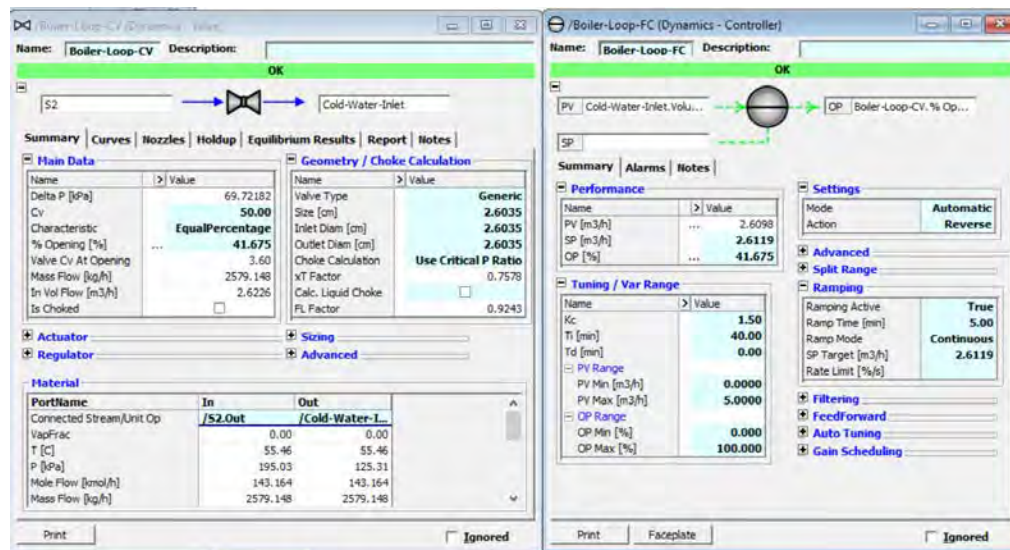 /Boiler-Loop-CV (Dynamics - Valve)
Name: Boiler-Loop-CV Description:
OK
S2 Cold-Water-Inlet
Summary Curves Nozzles Holdup Equilibrium Results Report Notes
Main Data
Name > Value
Delta P [kPa] 69.72182
Cv 50.00
Characteristic EqualPercentage
% Opening [%] ... 41.675
Valve Cv At Opening 3.60
Mass Flow [kg/h] 2579.148
In Vol Flow [m3/h] 2.6226
Is Choked
Geometry / Choke Calculation
Name > Value
Valve Type Generic
Size [cm] 2.6035
Inlet Diam [cm] 2.6035
Outlet Diam [cm] 2.6035
Choke Calculation Use Critical P Ratio
xT Factor 0.7578
Calc. Liquid Choke
FL Factor 0.9243
Actuator
Sizing
Regulator
Advanced
Material
PortName In Out
Connected Stream/Unit Op /S2.Out /Cold-Water-I...
VapFrac 0.00 0.00
T [C] 55.46 55.46
P [kPa] 195.03 125.31
Mole Flow [kmol/h] 143.164 143.164
Mass Flow [kg/h] 2579.148 2579.148
Print Ignored
/Boiler-Loop-FC (Dynamics - Controller)
Name: Boiler-Loop-FC Description:
OK
PV Cold-Water-Inlet.Volu... OP Boiler-Loop-CV.% Op...
SP
Summary Alarms Notes
Performance
Name > Value
PV [m3/h] ... 2.6098
SP [m3/h] 2.6119
OP [%] ... 41.675
Tuning / Var Range
Name > Value
Kc 1.50
Ti [min] 40.00
Td [min] 0.00
PV Range
PV Min [m3/h] 0.0000
PV Max [m3/h] 5.0000
OP Range
OP Min [%] 0.000
OP Max [%] 100.000
Settings
Mode Automatic
Action Reverse
Advanced
Split Range
Ramping
Ramping Active True
Ramp Time [min] 5.00
Ramp Mode Continuous
SP Target [m3/h] 2.6119
Rate Limit [%/s]
Filtering
FeedForward
Auto Tuning
Gain Scheduling
Print Faceplate Ignored